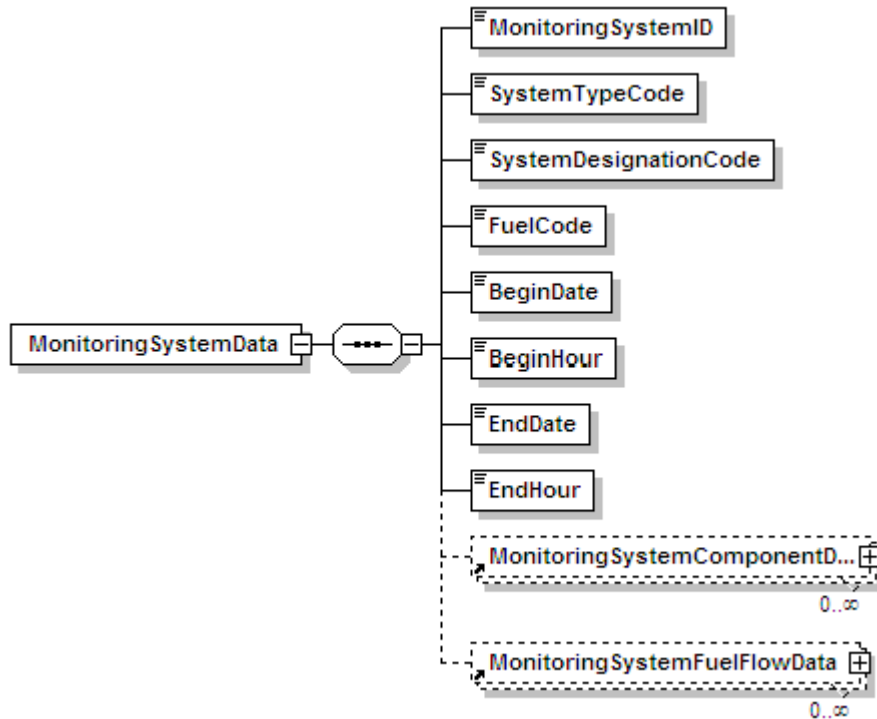 MonitoringSystemID
SystemTypeCode
SystemDesignationCode
FuelCode
BeginDate
MonitoringSystemData
BeginHour
EndDate
EndHour
MonitoringSystemComponentD...
0..∞
MonitoringSystemFuelFlowData
0..∞